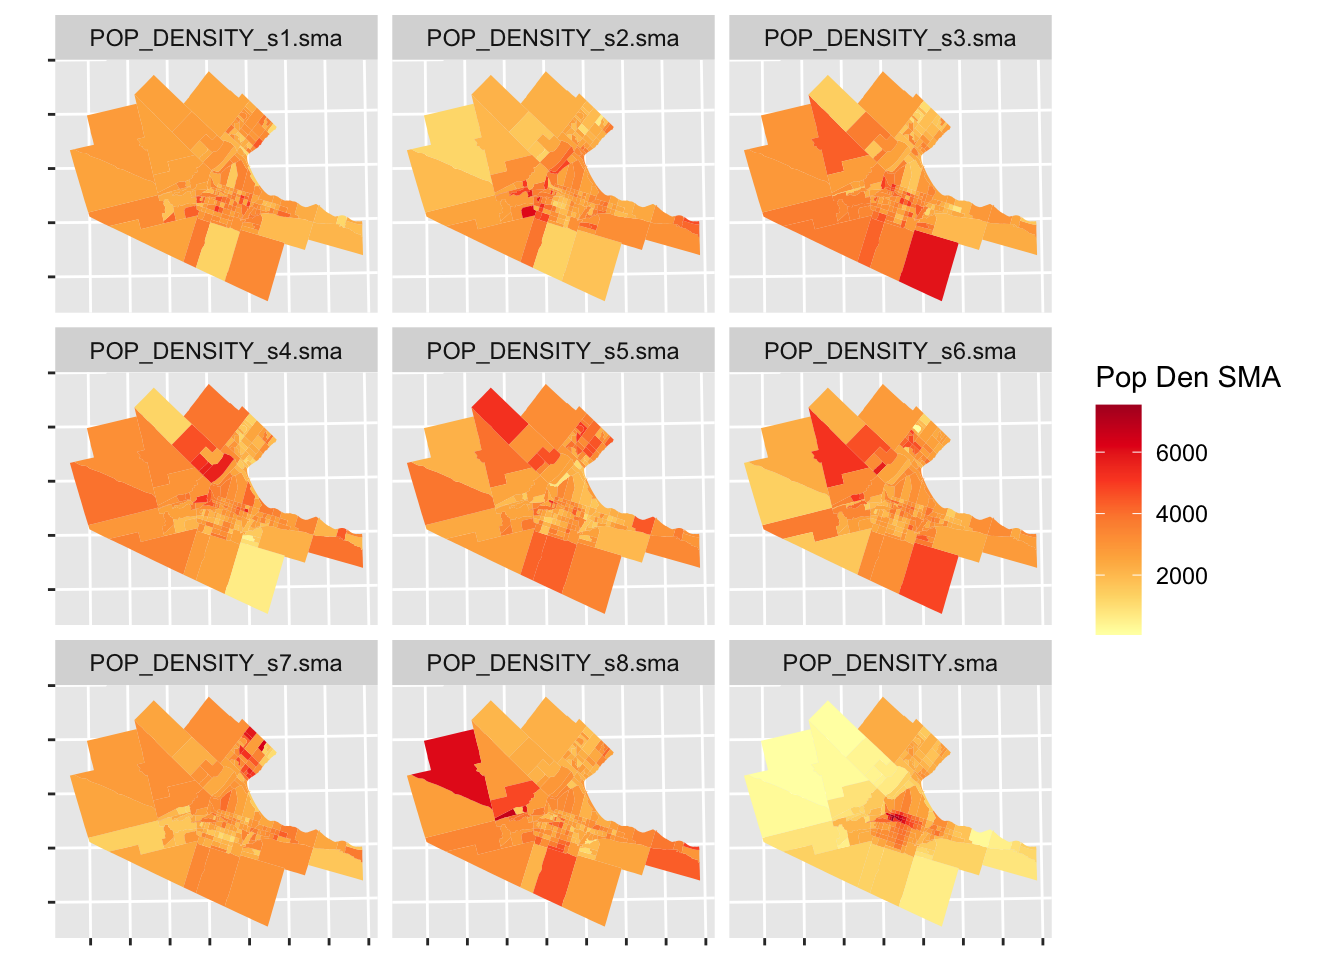 POP_DENSITY_s1.sma
POP_DENSITY_s2.sma
POP_DENSITY_s3.sma
POP_DENSITY_s4.sma
POP_DENSITY_s5.sma
POP_DENSITY_s6.sma
Pop Den SMA
6000
4000
2000
POP_DENSITY_s7.sma
POP_DENSITY_s8.sma
POP_DENSITY.sma